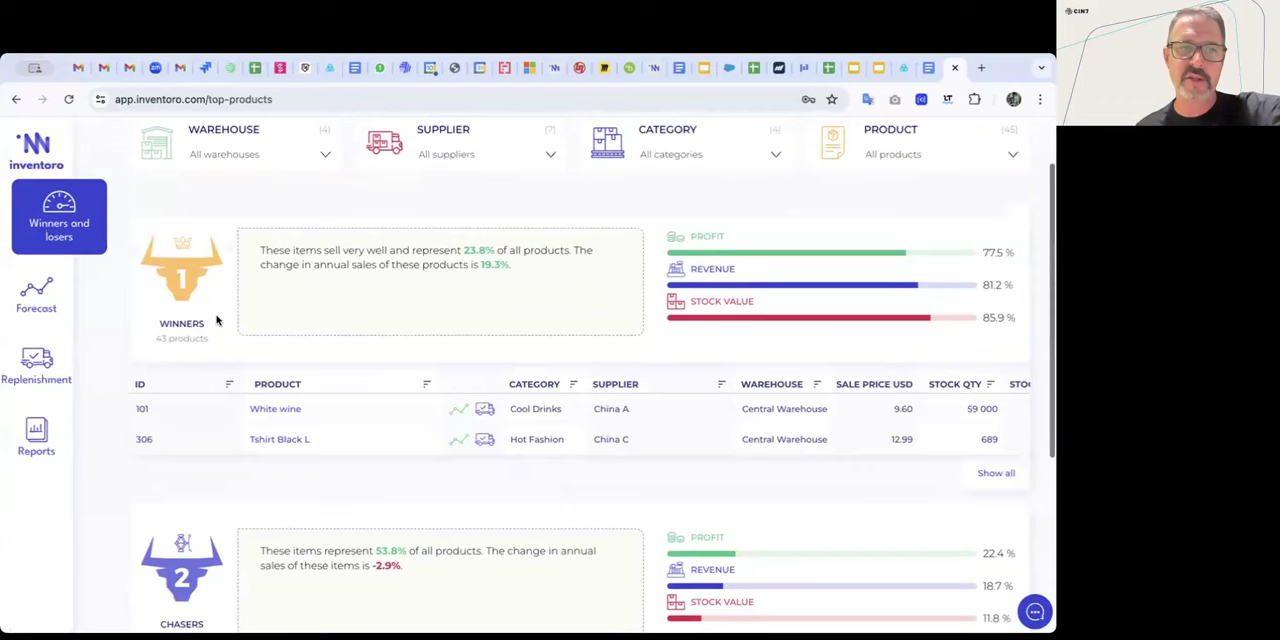 CIN7
app.inventoro.com/top-products
inventoro
Winners and
losers
Forecast
Replenishment
Reports
WAREHOUSE (4)
All warehouses
SUPPLIER (7)
All suppliers
CATEGORY (4)
All categories
PRODUCT (45)
All products
1
WINNERS
43 products
These items sell very well and represent 23.8% of all products. The
change in annual sales of these products is 19.3%.
PROFIT
77.5 %
REVENUE
81.2 %
STOCK VALUE
85.9 %
ID PRODUCT CATEGORY SUPPLIER WAREHOUSE SALE PRICE USD STOCK QTY STOC
101 White wine Cool Drinks China A Central Warehouse 9.60 59 000
306 Tshirt Black L Hot Fashion China C Central Warehouse 12.99 689
Show all
2
CHASERS
These items represent 53.8% of all products. The change in annual
sales of these items is -2.9%.
PROFIT
22.4 %
REVENUE
18.7 %
STOCK VALUE
11.8 %